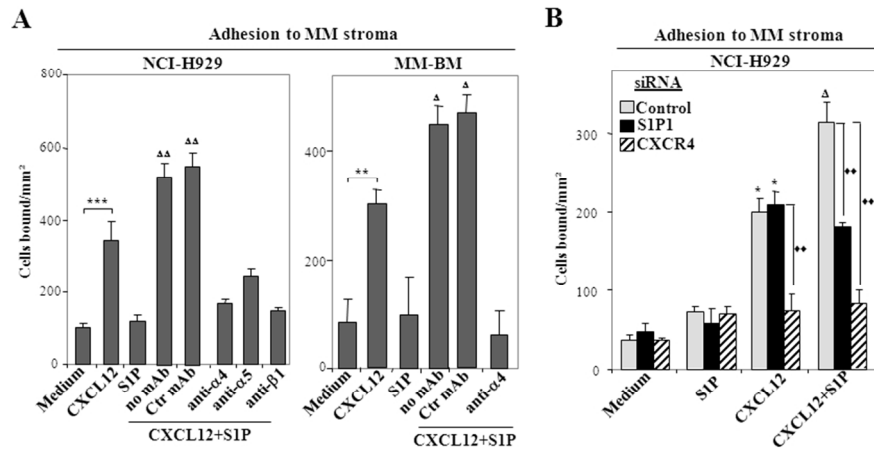 A
Adhesion to MM stroma
NCI-H929
MM-BM
Cells bound/mm²
800
600
400
200
0
***
ΔΔ
ΔΔ
Medium
CXCL12
S1P
no mAb
Ctr mAb
anti-α4
anti-α5
anti-β1
CXCL12+S1P
400
200
0
**
Δ
Δ
Medium
CXCL12
S1P
no mAb
Ctr mAb
anti-α4
CXCL12+S1P
B
Adhesion to MM stroma
NCI-H929
siRNA
Control
S1P1
CXCR4
Cells bound/mm²
300
200
100
0
*
*
♦♦
Δ
♦♦
♦♦
Medium
S1P
CXCL12
CXCL12+S1P